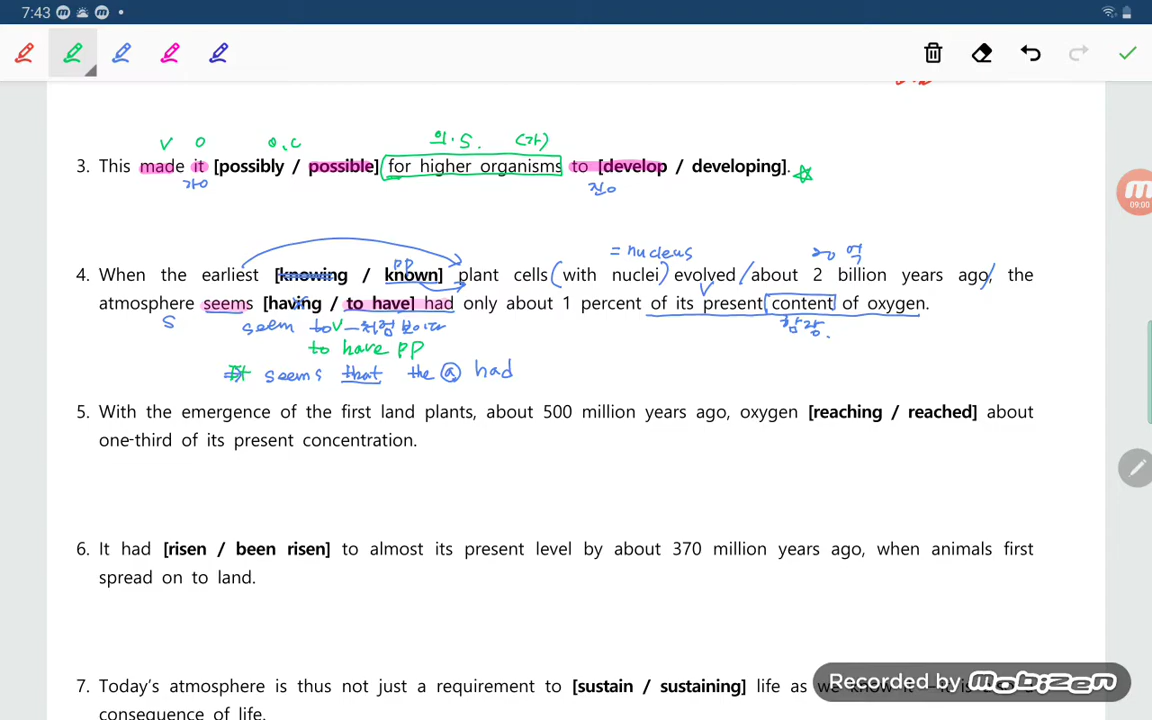 7:43
V O O.C 의.S. (가)
3. This made it [possibly / possible] for higher organisms to [develop / developing].
가O 진O
= nucleus 20 억
PP
4. When the earliest [knowing / known] plant cells (with nuclei) evolved / about 2 billion years ago, the
V
atmosphere seems [having / to have] had only about 1 percent of its present content of oxygen.
S seem to V ~처럼 보이다 함량.
to have PP
It seems that the ⓐ had
5. With the emergence of the first land plants, about 500 million years ago, oxygen [reaching / reached] about
one-third of its present concentration.
6. It had [risen / been risen] to almost its present level by about 370 million years ago, when animals first
spread on to land.
7. Today's atmosphere is thus not just a requirement to [sustain / sustaining] life as we know it
consequence of life.
Recorded by mobizen
09:00